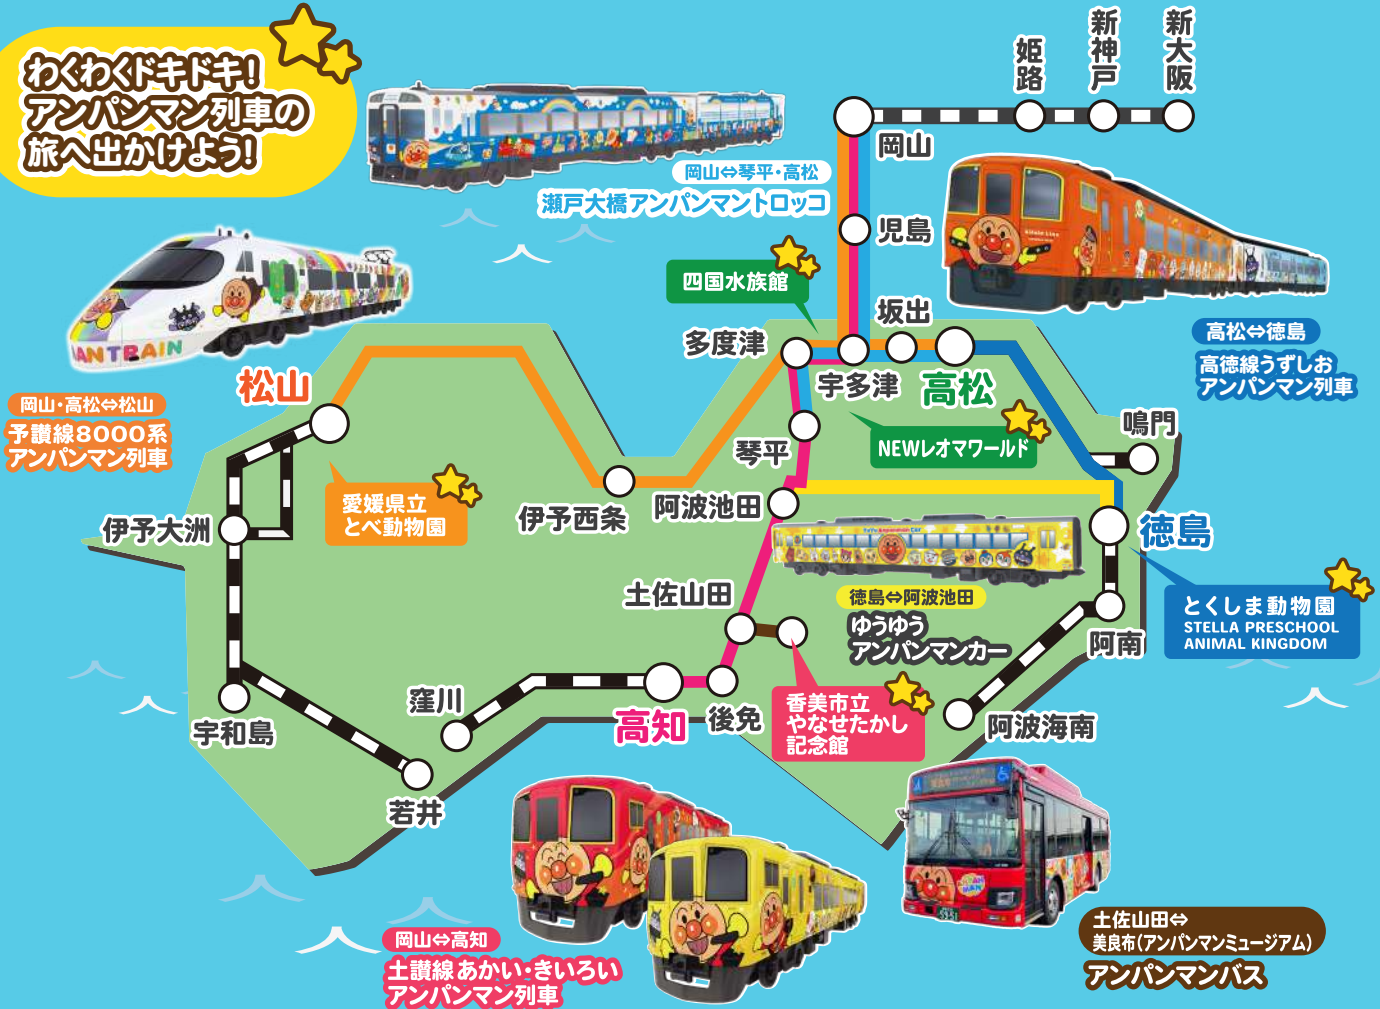 わくわくドキドキ!
アンパンマン列車の
旅へ出かけよう!
岡山⇔琴平・高松
瀬戸大橋アンパンマントロッコ
姫路
新神戸
新大阪
岡山
児島
四国水族館
坂出
多度津
宇多津
高松
高松⇔徳島
高徳線うずしお
アンパンマン列車
AN TRAIN
松山
岡山・高松⇔松山
予讃線8000系
アンパンマン列車
琴平
NEWレオマワールド
鳴門
愛媛県立
とべ動物園
伊予西条
阿波池田
伊予大洲
徳島
徳島⇔阿波池田
ゆうゆう
アンパンマンカー
土佐山田
とくしま動物園
STELLA PRESCHOOL
ANIMAL KINGDOM
阿南
宇和島
窪川
高知
後免
香美市立
やなせたかし
記念館
阿波海南
若井
岡山⇔高知
土讃線あかい・きいろい
アンパンマン列車
土佐山田⇔
美良布(アンパンマンミュージアム)
アンパンマンバス